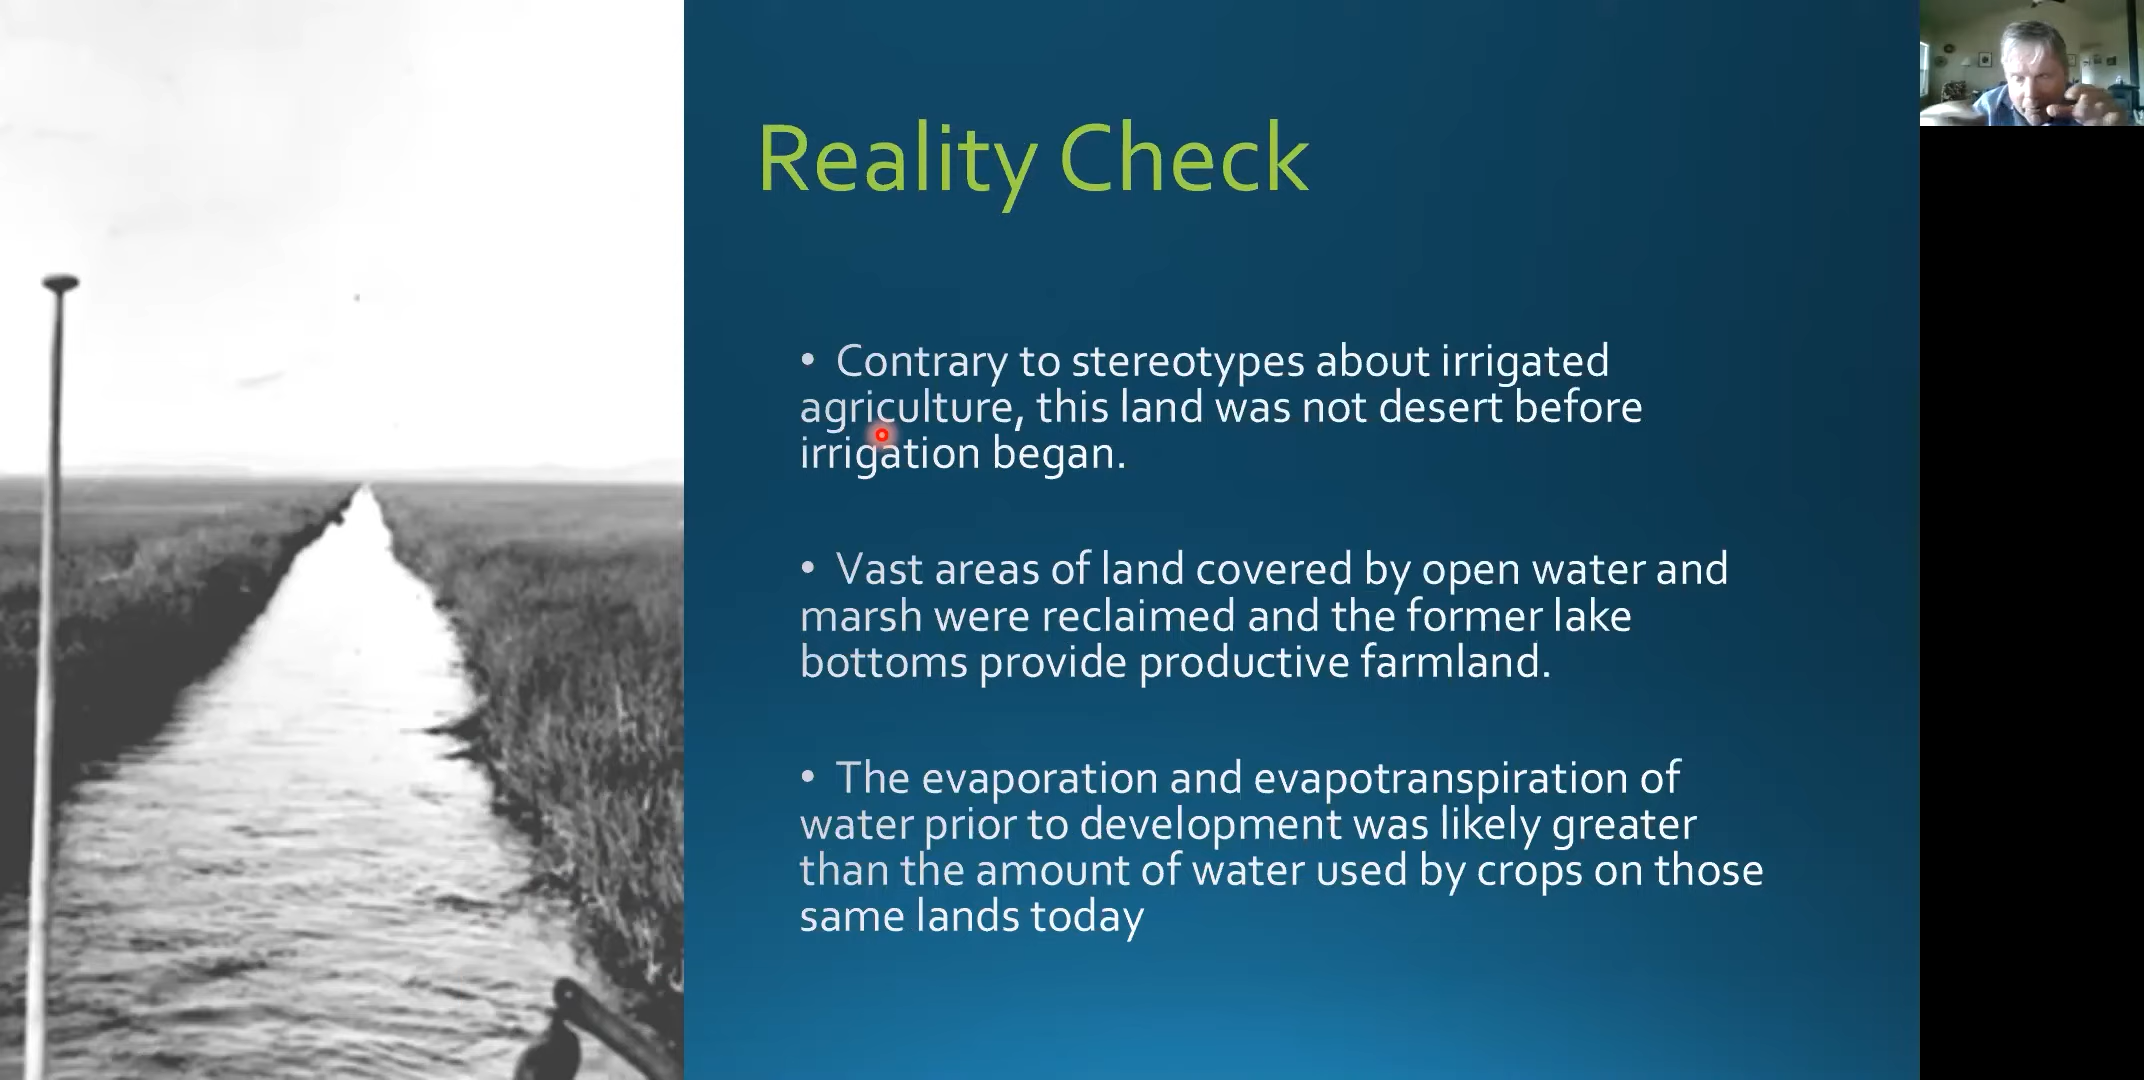 Reality Check
• Contrary to stereotypes about irrigated
agriculture, this land was not desert before
irrigation began.
• Vast areas of land covered by open water and
marsh were reclaimed and the former lake
bottoms provide productive farmland.
• The evaporation and evapotranspiration of
water prior to development was likely greater
than the amount of water used by crops on those
same lands today